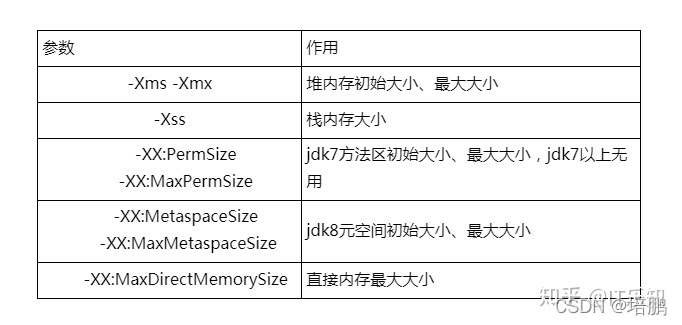 参数
作用
-Xms -Xmx
堆内存初始大小、最大大小
-Xss
栈内存大小
-XX:PermSize
-XX:MaxPermSize
jdk7方法区初始大小、最大大小，jdk7以上无
用
-XX:MetaspaceSize
-XX:MaxMetaspaceSize
jdk8元空间初始大小、最大大小
-XX:MaxDirectMemorySize
直接内存最大大小
知乎
CSDN @培鹏